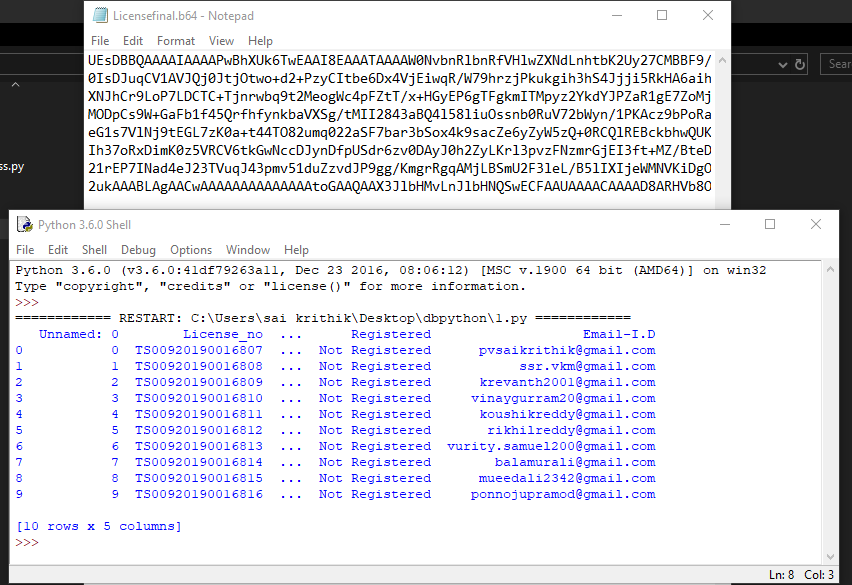 Licensefinal.b64 - Notepad
File Edit Format View Help
UEsDBBQAAAAIAAAAPwBhXUk6TwEAAI8EAAATAAAAW0NvbnRlbnRfVHlwZXNdLnhtbK2Uy27CMBBF9/
0IsDJuqCV1AVJQj0JtjOtwo+d2+PzyCItbe6Dx4VjEiwqR/W79hrzjPkukgih3hS4Jjji5RkHA6aih
XNJhCr9LoP7LDCTC+Tjnrwbq9t2MeogWc4pFZtT/x+HGyEP6gTFgkmITMpyz2YkdYJPZaR1gE7ZoMj
MODpCs9W+GaFb1f45QrfhfynkbaVXSg/tMII2843aBQ4l58liuOssnb0RuV72bWyn/1PKAcz9bPoRa
eG1s7VlNj9tEGL7zK0a+t44TO82umq022aSF7bar3bSox4k9sacZe6yZyW5zQ+0RCQlREBckbhwQUK
Ih37oRxDimK0z5VRCV6tkGwNccDJynDfpUSdr6zv0DAyJ0h2ZyLKrl3pvzFNzmrGjEI3ft+MZ/BteD
21rEP7INad4eJ23TVuqJ43pmv51duZzvdJP9gg/KmgrRgqAMjLBSmU2F3leL/B5lIXIjeWMNVKiDgO
2ukAAABLAgAACwAAAAAAAAAAAAAAAAAtoGAAQAAX3JlbHMvLnJlbHNQSwECFAAUAAAACAAAAD8ARHVb8O
Sear
ss.py
Python 3.6.0 Shell
File Edit Shell Debug Options Window Help
Python 3.6.0 (v3.6.0:41df79263a11, Dec 23 2016, 08:06:12) [MSC v.1900 64 bit (AMD64)] on win32
Type "copyright", "credits" or "license()" for more information.
>>>
============ RESTART: C:\Users\sai krithik\Desktop\dbpython\1.py ============
Unnamed: 0 License_no ... Registered Email-I.D
0 0 TS00920190016807 ... Not Registered pvsaikrithik@gmail.com
1 1 TS00920190016808 ... Not Registered ssr.vkm@gmail.com
2 2 TS00920190016809 ... Not Registered krevanth2001@gmail.com
3 3 TS00920190016810 ... Not Registered vinaygurram20@gmail.com
4 4 TS00920190016811 ... Not Registered koushikreddy@gmail.com
5 5 TS00920190016812 ... Not Registered rikhilreddy@gmail.com
6 6 TS00920190016813 ... Not Registered vurity.samuel200@gmail.com
7 7 TS00920190016814 ... Not Registered balamurali@gmail.com
8 8 TS00920190016815 ... Not Registered mueedali2342@gmail.com
9 9 TS00920190016816 ... Not Registered ponnojupramod@gmail.com
[10 rows x 5 columns]
>>>
Ln: 8 Col: 3